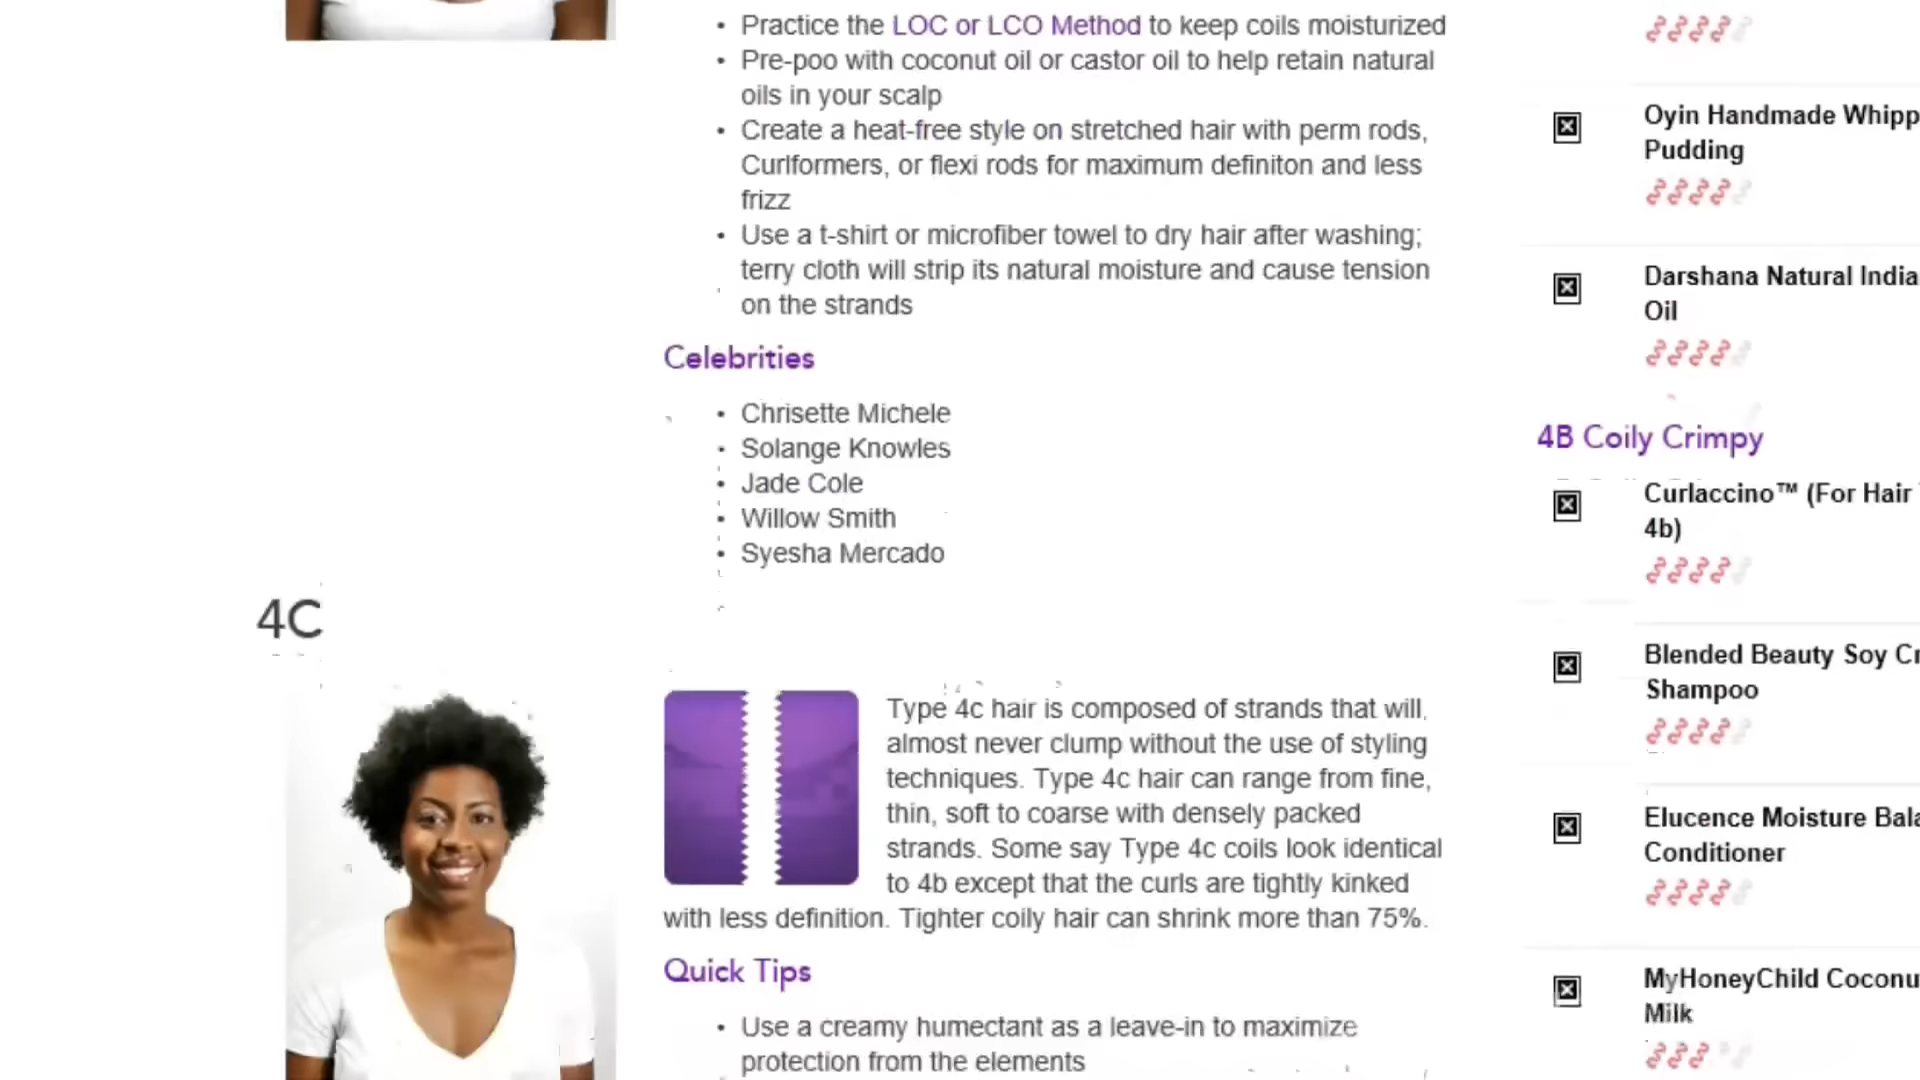 • Practice the LOC or LCO Method to keep coils moisturized
• Pre-poo with coconut oil or castor oil to help retain natural
oils in your scalp
• Create a heat-free style on stretched hair with perm rods,
Curlformers, or flexi rods for maximum definiton and less
frizz
• Use a t-shirt or microfiber towel to dry hair after washing;
terry cloth will strip its natural moisture and cause tension
on the strands
Celebrities
• Chrisette Michele
• Solange Knowles
• Jade Cole
• Willow Smith
• Syesha Mercado
4C
Type 4c hair is composed of strands that will
almost never clump without the use of styling
techniques. Type 4c hair can range from fine,
thin, soft to coarse with densely packed
strands. Some say Type 4c coils look identical
to 4b except that the curls are tightly kinked
with less definition. Tighter coily hair can shrink more than 75%.
Quick Tips
• Use a creamy humectant as a leave-in to maximize
protection from the elements
Oyin Handmade Whipp
Pudding
Darshana Natural India
Oil
4B Coily Crimpy
Curlaccino™ (For Hair
4b)
Blended Beauty Soy Cr
Shampoo
Elucence Moisture Bala
Conditioner
MyHoneyChild Coconu
Milk